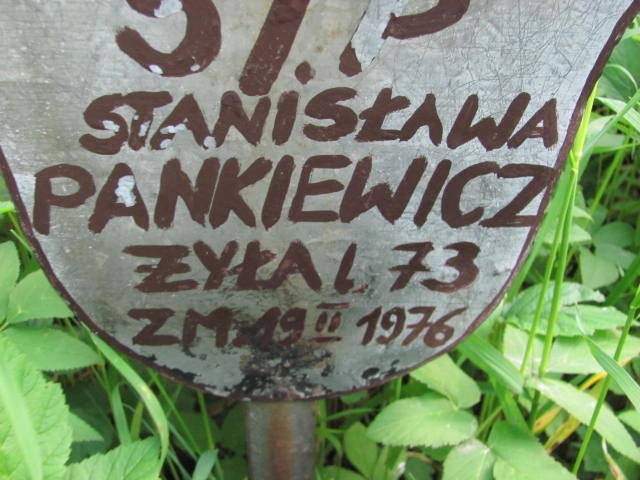 Ś.†P.
STANISŁAWA
PANKIEWICZ
ŻYŁA L. 73
ZM. 19 II 1976